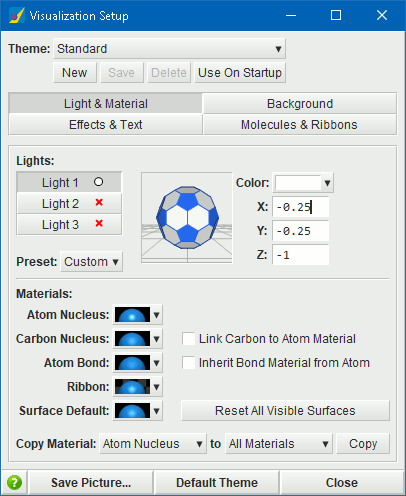 Visualization Setup
Theme: Standard
New Save Delete Use On Startup
Light & Material Background
Effects & Text Molecules & Ribbons
Lights:
Light 1 Color:
Light 2 X: -0.25
Light 3 Y: -0.25
Preset: Custom Z: -1
Materials:
Atom Nucleus:
Carbon Nucleus: Link Carbon to Atom Material
Atom Bond: Inherit Bond Material from Atom
Ribbon:
Surface Default: Reset All Visible Surfaces
Copy Material: Atom Nucleus to All Materials Copy
? Save Picture... Default Theme Close